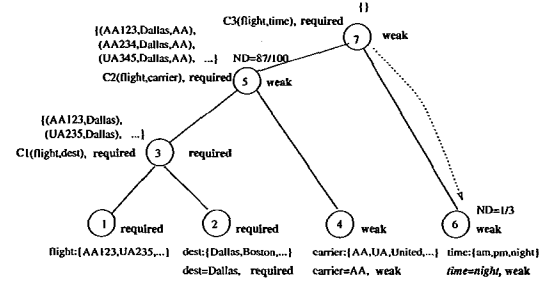 {}
C3(flight,time), required
7
weak
{(AA123,Dallas,AA),
(AA234,Dallas,AA),
(UA345,Dallas,AA), ...}
ND=87/100
C2(flight,carrier), required
5
weak
{(AA123,Dallas),
(UA235,Dallas), ...}
C1(flight,dest), required
3
required
ND=1/3
1
required
2
required
4
weak
6
weak
flight:{AA123,UA235,...}
dest:{Dallas,Boston,...}
carrier:{AA,UA,United,...}
time:{am,pm,night}
dest=Dallas, required
carrier=AA, weak
time=night, weak